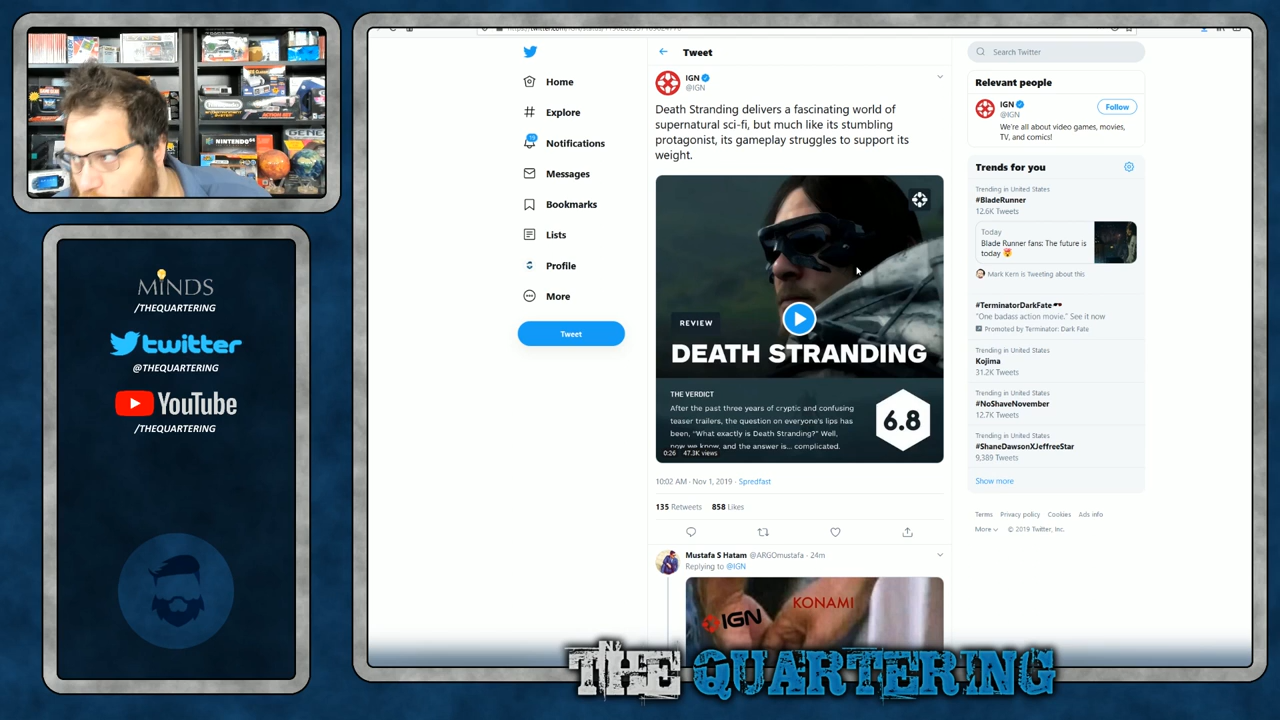 NINTENDO 64
MINDS
/THEQUARTERING
twitter
@THEQUARTERING
YouTube
/THEQUARTERING
Home
Explore
Notifications
Messages
Bookmarks
Lists
Profile
More
Tweet
Tweet
IGN
@IGN
Death Stranding delivers a fascinating world of
supernatural sci-fi, but much like its stumbling
protagonist, its gameplay struggles to support its
weight.
REVIEW
DEATH STRANDING
THE VERDICT
After the past three years of cryptic and confusing
teaser trailers, the question on everyone's lips has
been, "What exactly is Death Stranding?" Well,
now we know, and the answer is... complicated.
6.8
0:26 47.3K views
10:02 AM · Nov 1, 2019 · Spredfast
135 Retweets 858 Likes
Mustafa S Hatam @ARGOmustafa · 24m
Replying to @IGN
KONAMI
IGN
Search Twitter
Relevant people
IGN
@IGN
Follow
We're all about video games, movies,
TV, and comics!
Trends for you
Trending in United States
#BladeRunner
12.6K Tweets
Today
Blade Runner fans: The future is
today
Mark Kern is Tweeting about this
#TerminatorDarkFate
"One badass action movie." See it now
Promoted by Terminator: Dark Fate
Trending in United States
Kojima
31.2K Tweets
Trending in United States
#NoShaveNovember
12.7K Tweets
Trending in United States
#ShaneDawsonXJeffreeStar
9,389 Tweets
Show more
Terms Privacy policy Cookies Ads info
More © 2019 Twitter, Inc.
THE QUARTERING